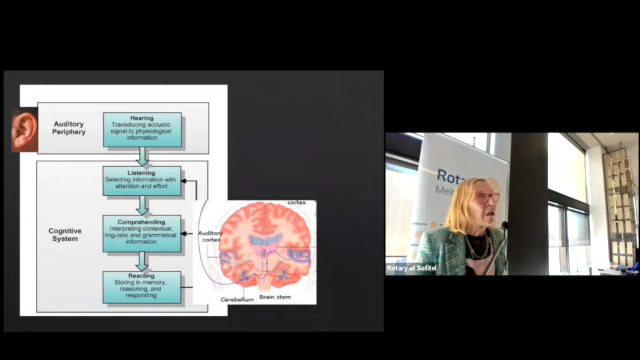 Auditory
Periphery
Hearing
Transducing acoustic
signal to physiological
information
Cognitive
System
Listening
Selecting information with
attention and effort
Comprehending
Interpreting contextual,
linguistic and grammatical
information
Reacting
Storing in memory,
reasoning, and
responding
cortex
Auditory
cortex
Cerebellum
Brain stem
Rota
Rotary at Sofitel